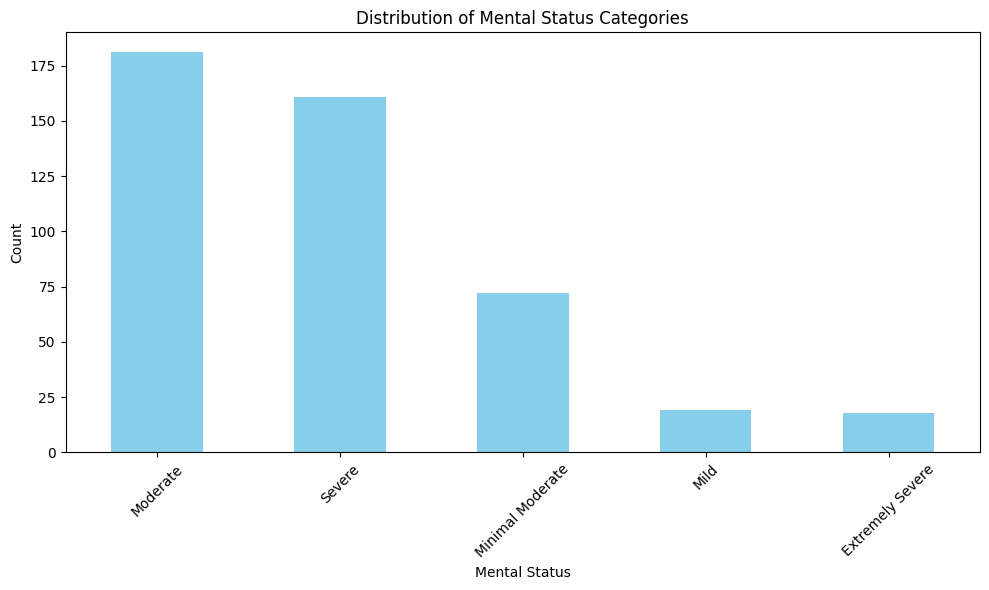 Distribution of Mental Status Categories
Count
175
150
125
100
75
50
25
0
Moderate
Severe
Minimal Moderate
Mild
Extremely Severe
Mental Status